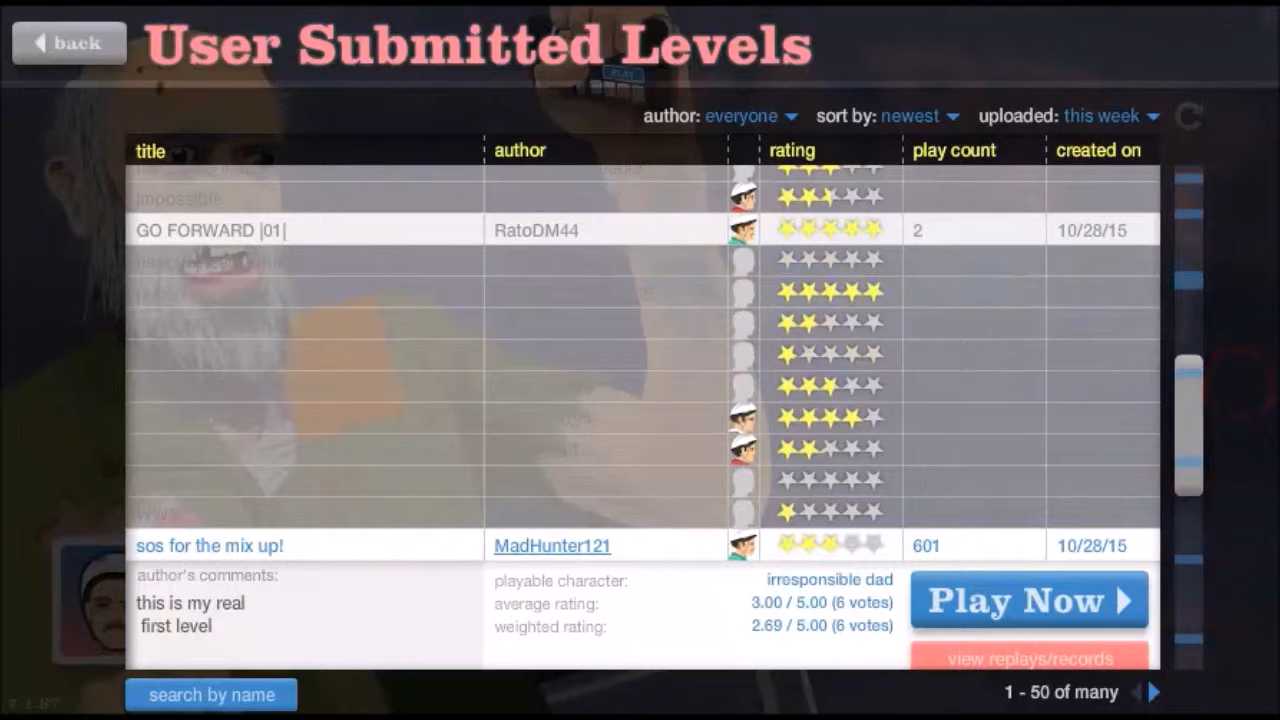 back
User Submitted Levels
PLAY
author: everyone sort by: newest uploaded: this week
title author rating play count created on
impossible
GO FORWARD |01| RatoDM44 2 10/28/15
sos for the mix up! MadHunter121 601 10/28/15
author's comments:
this is my real
first level
playable character: irresponsible dad
average rating: 3.00 / 5.00 (6 votes)
weighted rating: 2.69 / 5.00 (6 votes)
Play Now
view replays/records
search by name
1 - 50 of many